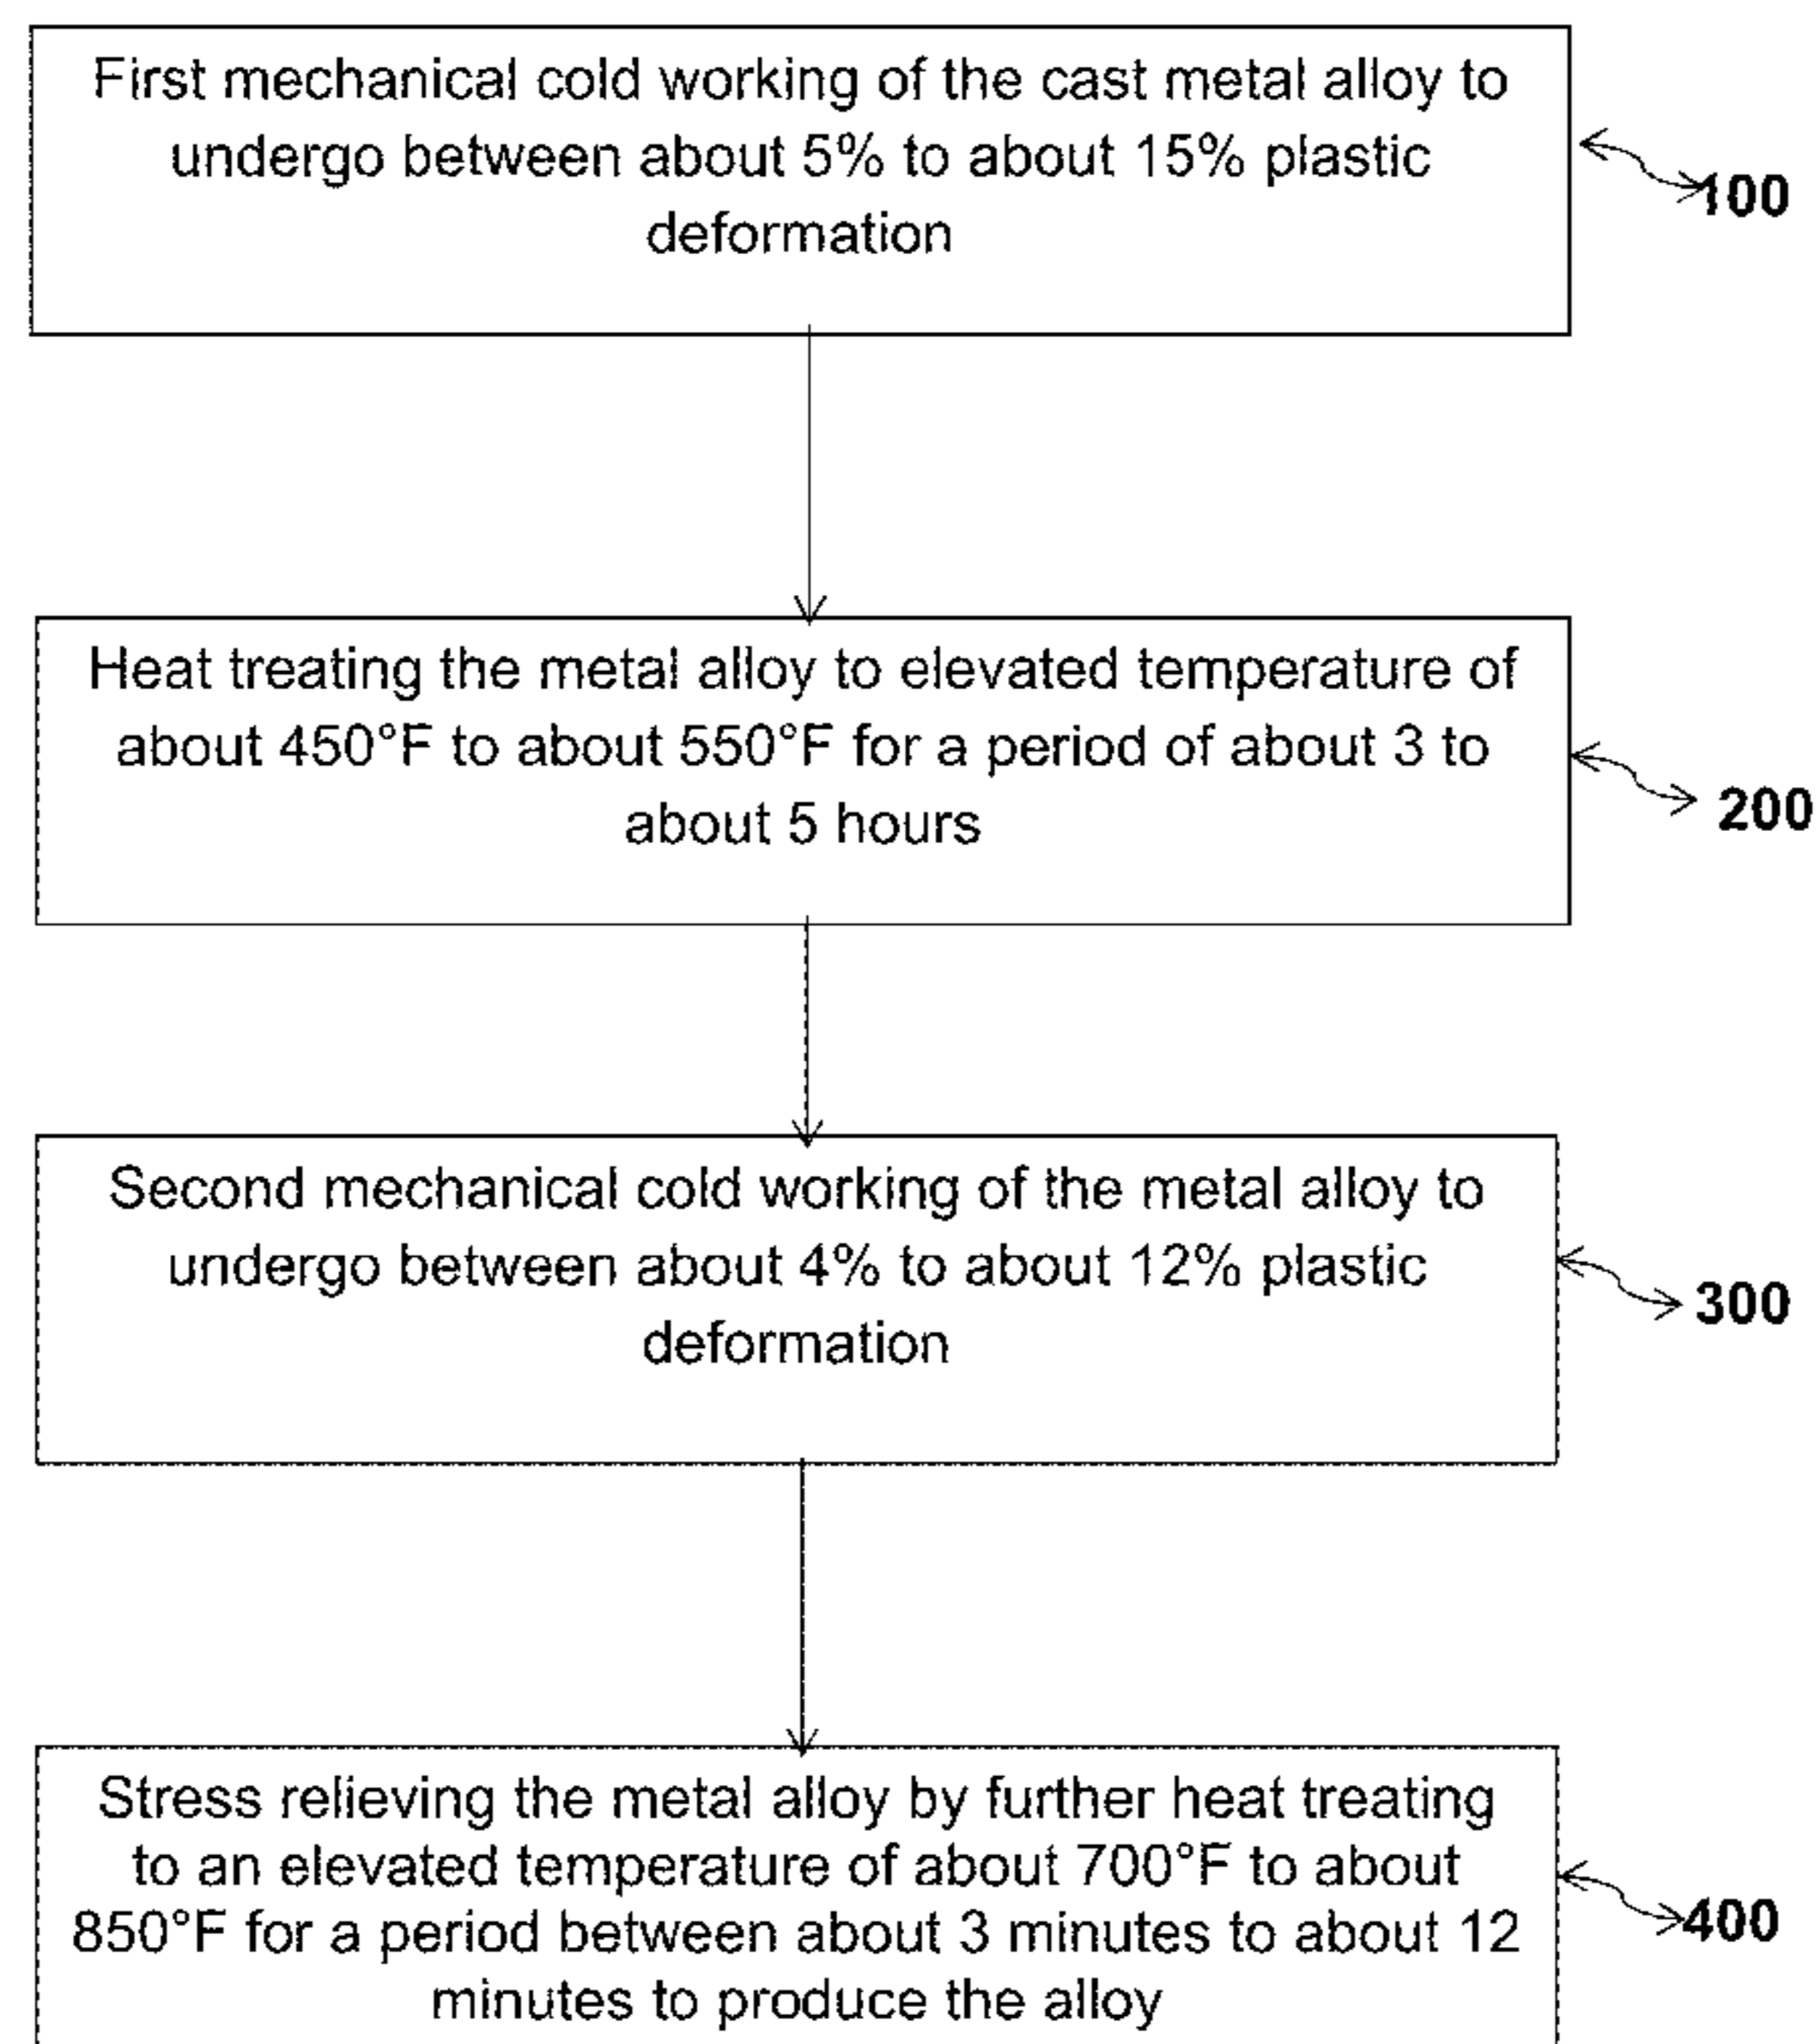 First mechanical cold working of the cast metal alloy to
undergo between about 5% to about 15% plastic
deformation
100
Heat treating the metal alloy to elevated temperature of
about 450°F to about 550°F for a period of about 3 to
about 5 hours
200
Second mechanical cold working of the metal alloy to
undergo between about 4% to about 12% plastic
deformation
300
Stress relieving the metal alloy by further heat treating
to an elevated temperature of about 700°F to about
850°F for a period between about 3 minutes to about 12
minutes to produce the alloy
400